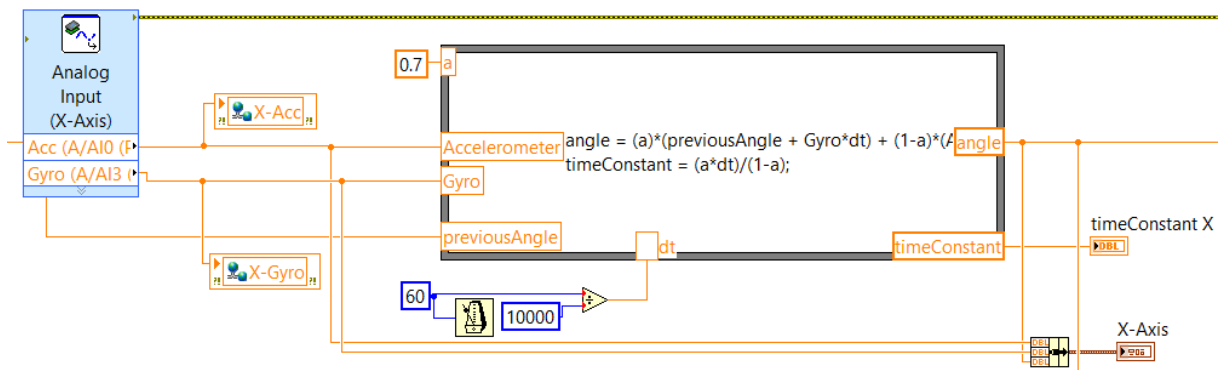 Analog
Input
(X-Axis)
Acc (A/AI0 (
Gyro (A/AI3 (
X-Acc
X-Gyro
0.7
a
Accelerometer
Gyro
previousAngle
angle = (a)*(previousAngle + Gyro*dt) + (1-a)*(
timeConstant = (a*dt)/(1-a);
angle
timeConstant
dt
60
10000
timeConstant X
DBL
X-Axis
DBL
DBL
DBL